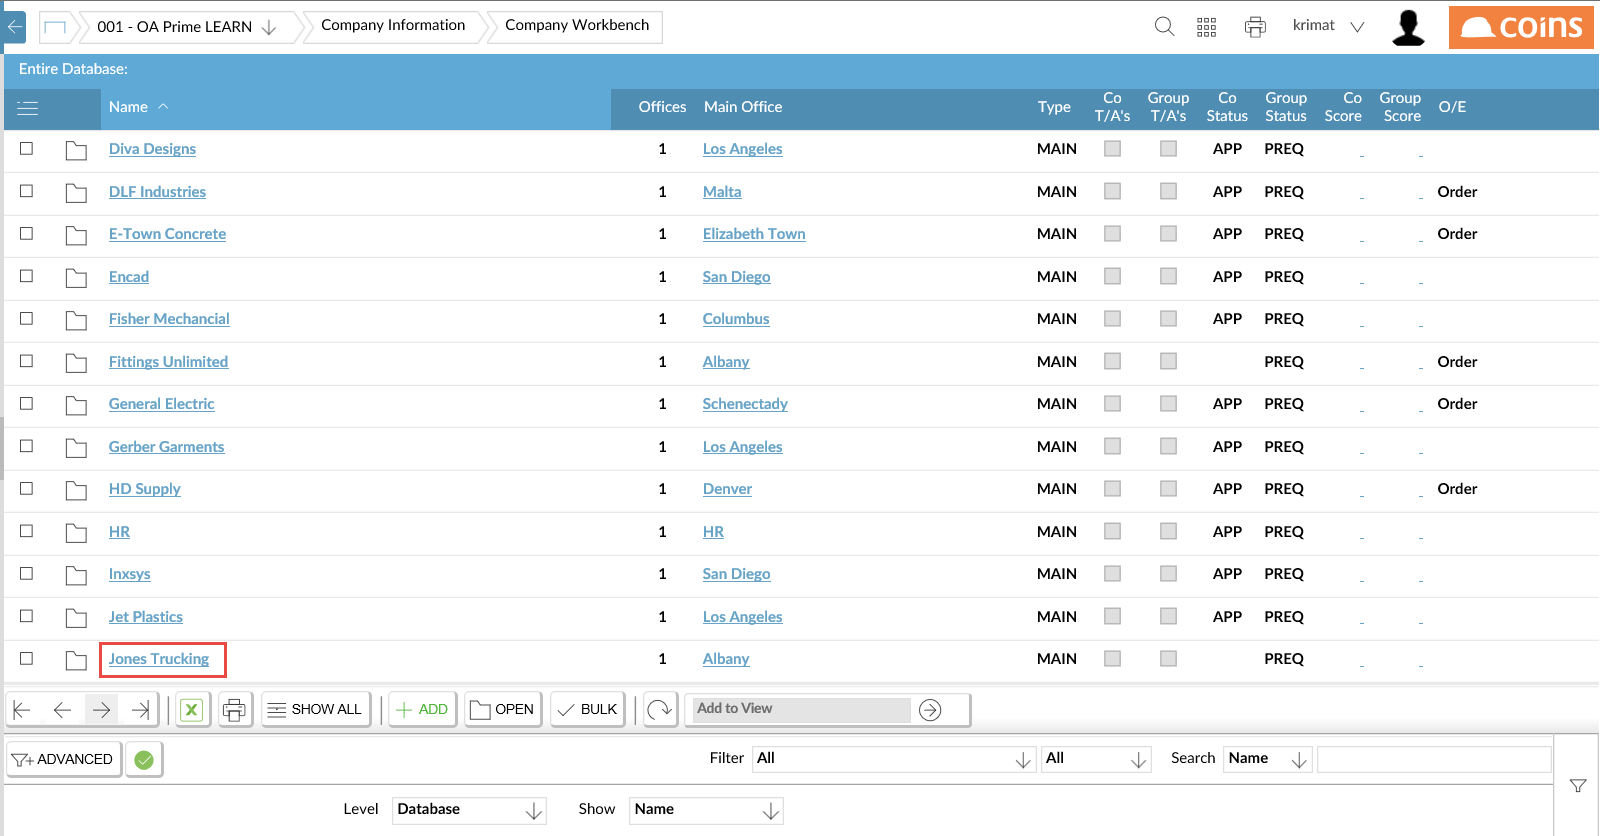 001 - OA Prime LEARN Company Information Company Workbench krimat coins
Entire Database:
Name Offices Main Office Type Co T/A's Group T/A's Co Status Group Status Co Score Group Score O/E
Diva Designs 1 Los Angeles MAIN APP PREQ - -
DLF Industries 1 Malta MAIN APP PREQ - - Order
E-Town Concrete 1 Elizabeth Town MAIN APP PREQ - - Order
Encad 1 San Diego MAIN APP PREQ - -
Fisher Mechancial 1 Columbus MAIN APP PREQ - -
Fittings Unlimited 1 Albany MAIN PREQ - - Order
General Electric 1 Schenectady MAIN APP PREQ - - Order
Gerber Garments 1 Los Angeles MAIN APP PREQ - -
HD Supply 1 Denver MAIN APP PREQ - - Order
HR 1 HR MAIN APP PREQ - -
Inxsys 1 San Diego MAIN APP PREQ - -
Jet Plastics 1 Los Angeles MAIN APP PREQ - -
Jones Trucking 1 Albany MAIN PREQ - -
X SHOW ALL ADD OPEN BULK Add to View
ADVANCED Filter All All Search Name
Level Database Show Name